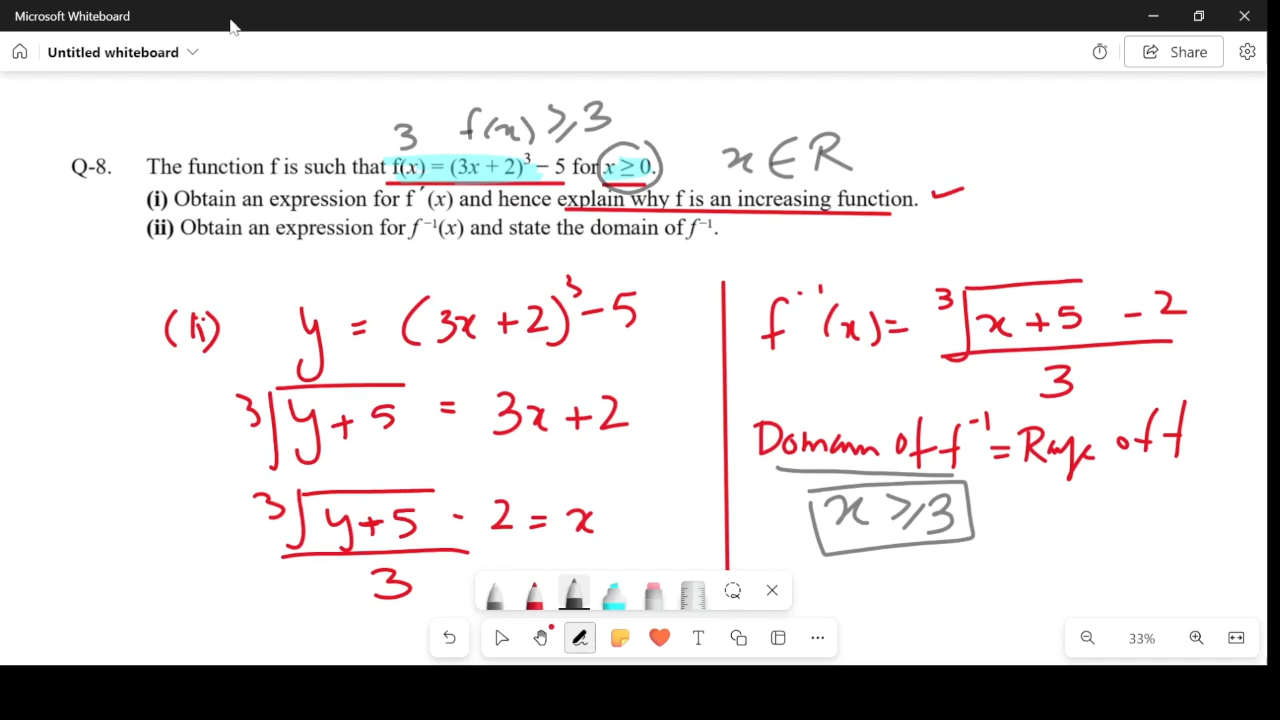 Microsoft Whiteboard
Untitled whiteboard
Share
3 f(x) ⩾ 3
Q-8. The function f is such that f(x) = (3x + 2)³ − 5 for x ≥ 0. x ∈ R
(i) Obtain an expression for f′(x) and hence explain why f is an increasing function.
(ii) Obtain an expression for f⁻¹(x) and state the domain of f⁻¹.
(ii) y = (3x + 2)³ − 5
∛(y + 5) = 3x + 2
(∛(y + 5) - 2)/3 = x
f⁻¹(x) = (∛(x + 5) - 2)/3
Domain of f⁻¹ = Range of f
x ⩾ 3
T
33%